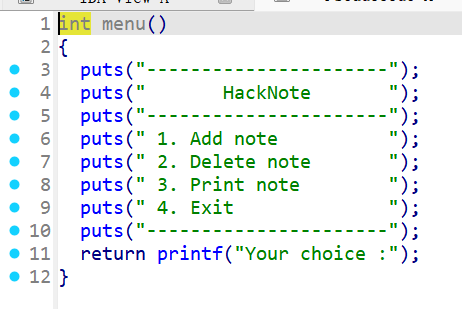 1 int menu()
2 {
3   puts("----------------------");
4   puts("       HackNote       ");
5   puts("----------------------");
6   puts(" 1. Add note          ");
7   puts(" 2. Delete note       ");
8   puts(" 3. Print note        ");
9   puts(" 4. Exit              ");
10   puts("----------------------");
11   return printf("Your choice :");
12 }